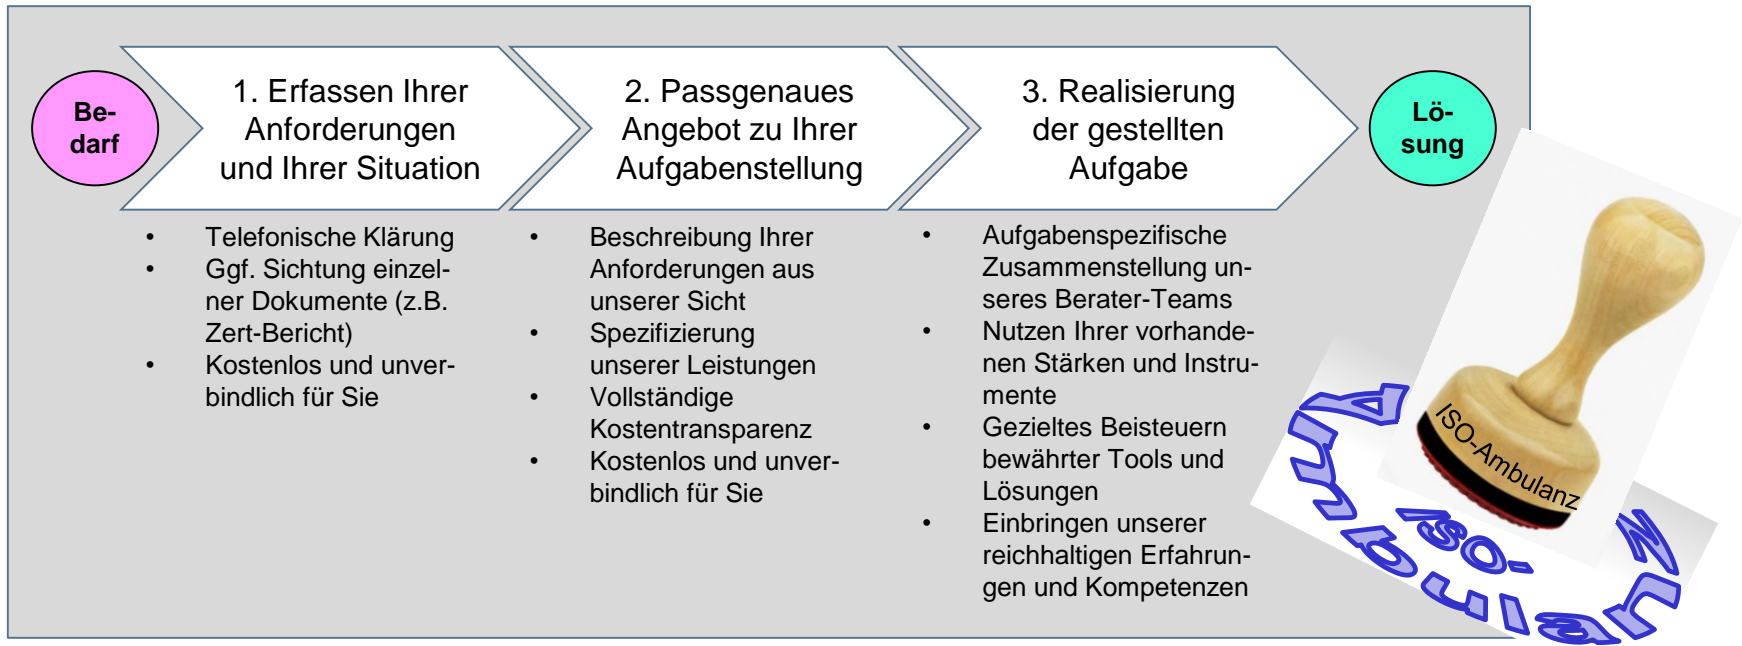 Be-
darf
1. Erfassen Ihrer
Anforderungen
und Ihrer Situation
2. Passgenaues
Angebot zu Ihrer
Aufgabenstellung
3. Realisierung
der gestellten
Aufgabe
Lö-
sung
• Telefonische Klärung
• Ggf. Sichtung einzel-
ner Dokumente (z.B.
Zert-Bericht)
• Kostenlos und unver-
bindlich für Sie
• Beschreibung Ihrer
Anforderungen aus
unserer Sicht
• Spezifizierung
unserer Leistungen
• Vollständige
Kostentransparenz
• Kostenlos und unver-
bindlich für Sie
• Aufgabenspezifische
Zusammenstellung un-
seres Berater-Teams
• Nutzen Ihrer vorhande-
nen Stärken und Instru-
mente
• Gezieltes Beisteuern
bewährter Tools und
Lösungen
• Einbringen unserer
reichhaltigen Erfahrun-
gen und Kompetenzen
ISO-Ambulanz
ISO-
Ambulanz